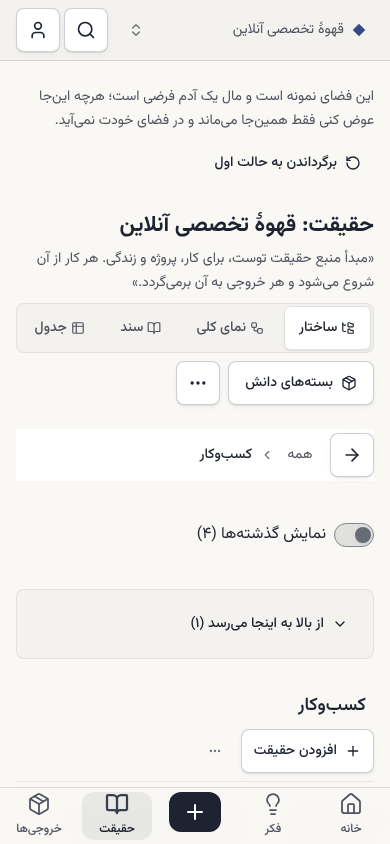 قهوهٔ تخصصی آنلاین
این فضای نمونه است و مال یک آدم فرضی است؛ هرچه این‌جا
عوض کنی فقط همین‌جا می‌ماند و در فضای خودت نمی‌آید.
برگرداندن به حالت اول
حقیقت: قهوهٔ تخصصی آنلاین
«مبدأ منبع حقیقت توست، برای کار، پروژه و زندگی. هر کار از آن
شروع می‌شود و هر خروجی به آن برمی‌گردد.»
ساختار نمای کلی سند جدول
بسته‌های دانش
همه کسب‌وکار
نمایش گذشته‌ها (۴)
از بالا به اینجا می‌رسد (۱)
کسب‌وکار
افزودن حقیقت
خانه فکر حقیقت خروجی‌ها